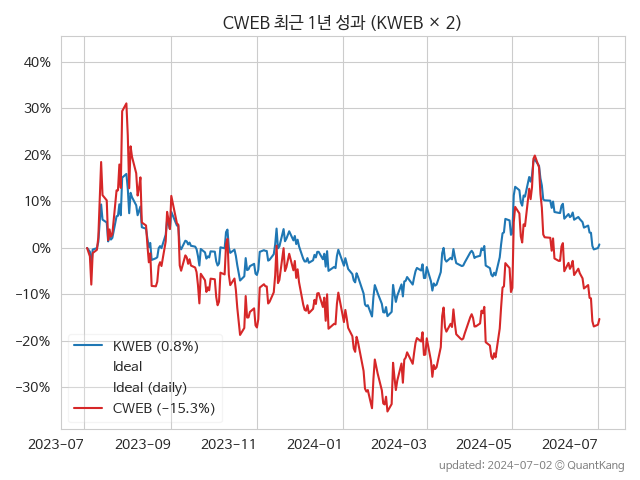 CWEB 최근 1년 성과 (KWEB × 2)
40%
30%
20%
10%
0%
−10%
−20%
−30%
KWEB (0.8%)
Ideal
Ideal (daily)
CWEB (−15.3%)
2023-07 2023-09 2023-11 2024-01 2024-03 2024-05 2024-07
updated: 2024-07-02 © QuantKang